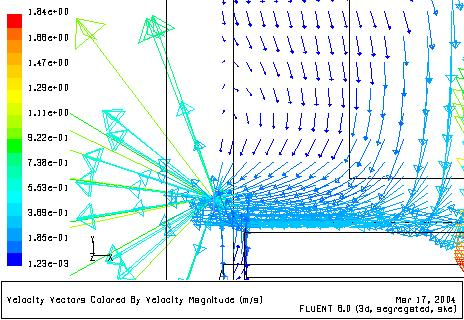 1.84e+00
1.66e+00
1.47e+00
1.29e+00
1.11e+00
9.22e-01
7.38e-01
5.53e-01
3.69e-01
1.85e-01
1.23e-03
Y
Z X
Velocity Vectors Colored By Velocity Magnitude (m/s)
Mar 17, 2004
FLUENT 6.0 (3d, segregated, ske)